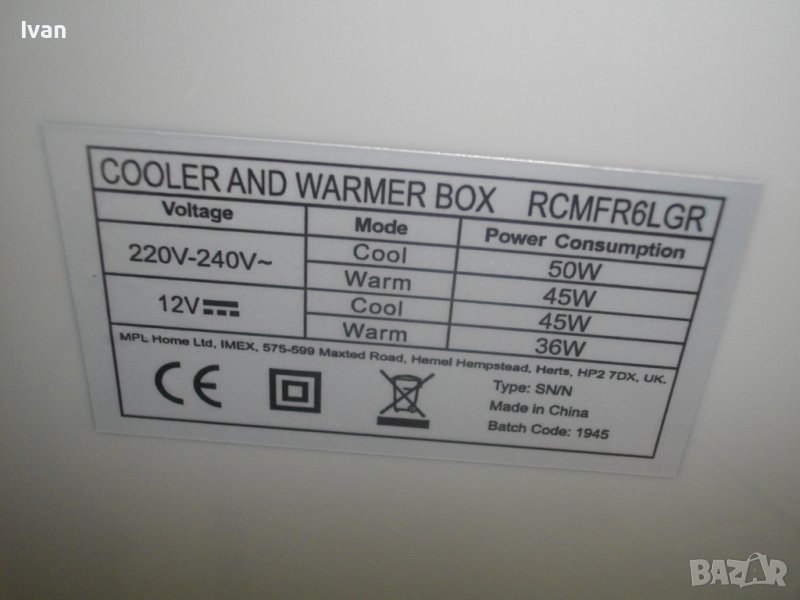 Ivan
COOLER AND WARMER BOX RCMFR6LGR
Voltage Mode Power Consumption
220V-240V~ Cool 50W
Warm 45W
12V Cool 45W
Warm 36W
MPL Home Ltd, IMEX, 575-599 Maxted Road, Hemel Hempstead, Herts, HP2 7DX, UK.
CE
Type: SN/N
Made in China
Batch Code: 1945
BAZAR